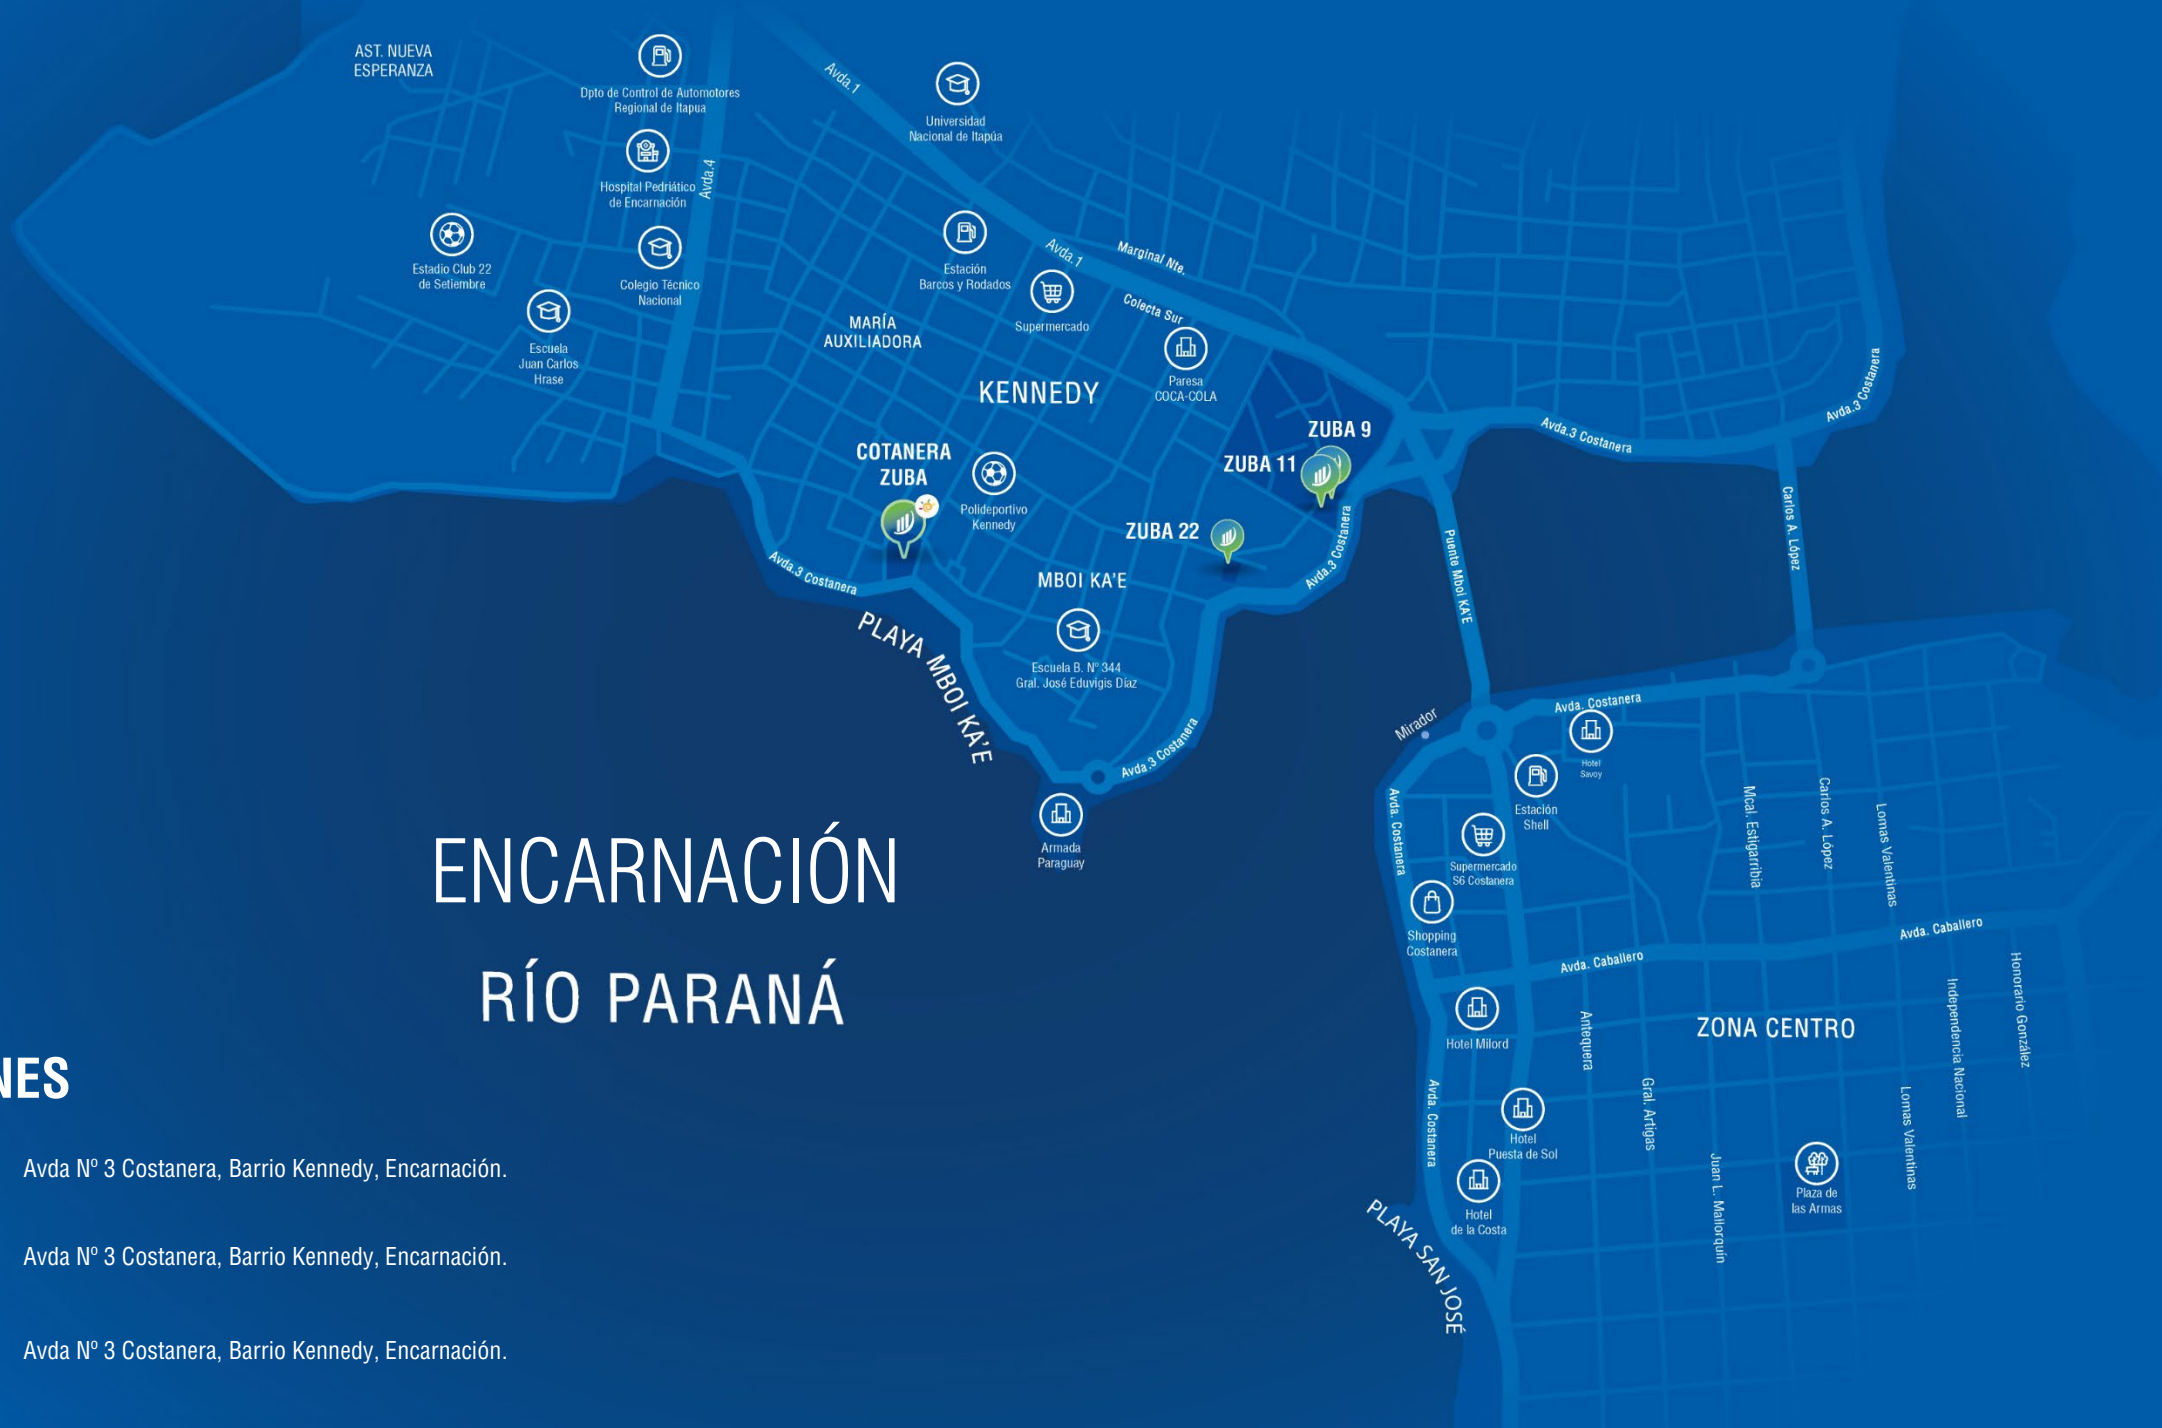 AST. NUEVA
ESPERANZA
Dpto de Control de Automotores
Regional de Itapua
Avda.1
Universidad
Nacional de Itapúa
Hospital Pedriático
de Encarnación
Avda.4
Estadio Club 22
de Setiembre
Colegio Técnico
Nacional
Estación
Barcos y Rodados
Avda.1
Marginal Nte.
Supermercado
Colecta Sur
Escuela
Juan Carlos
Hrase
MARÍA
AUXILIADORA
KENNEDY
Paresa
COCA-COLA
Avda.3 Costanera
Avda.3 Costanera
ZUBA 9
ZUBA 11
COTANERA
ZUBA
Polideportivo
Kennedy
ZUBA 22
Avda.3 Costanera
Avda.3 Costanera
Puente Mboi KA'E
Carlos A. López
MBOI KA'E
PLAYA MBOI KA'E
Escuela B. Nº 344
Gral. José Eduvigis Díaz
Avda.3 Costanera
Armada
Paraguay
Mirador
Avda. Costanera
Hotel
Savoy
Estación
Shell
Avda. Costanera
Supermercado
S6 Costanera
Mcal. Estigarribia
Carlos A. López
Lomas Valentinas
Shopping
Costanera
Avda. Caballero
Avda. Caballero
ENCARNACIÓN
RÍO PARANÁ
Hotel Milord
Antequera
ZONA CENTRO
Independencia Nacional
Honorario González
Avda. Costanera
Hotel
Puesta de Sol
Gral. Artigas
Lomas Valentinas
Juan L. Mallorquín
Plaza de
las Armas
Hotel
de la Costa
PLAYA SAN JOSÉ
NES
Avda Nº 3 Costanera, Barrio Kennedy, Encarnación.
Avda Nº 3 Costanera, Barrio Kennedy, Encarnación.
Avda Nº 3 Costanera, Barrio Kennedy, Encarnación.